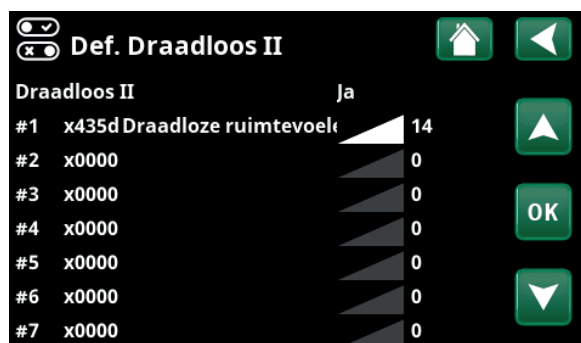 Def. Draadloos II
Draadloos II Ja
#1 x435d Draadloze ruimtevoele 14
#2 x0000 0
#3 x0000 0
OK
#4 x0000 0
#5 x0000 0
#6 x0000 0
#7 x0000 0